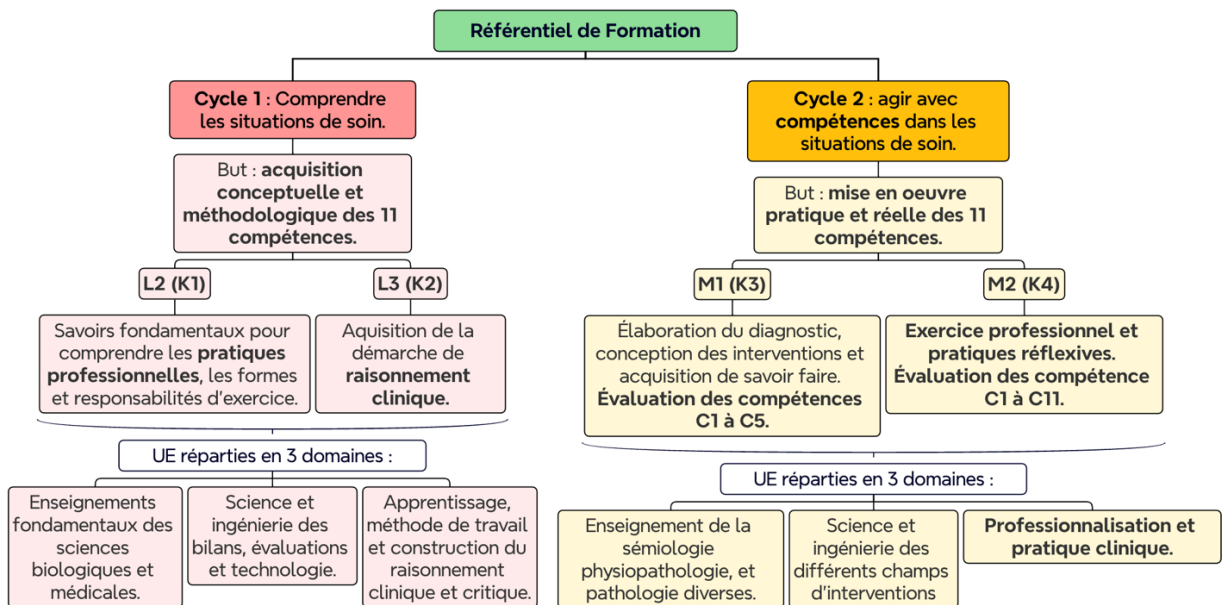 Référentiel de Formation
Cycle 1 : Comprendre
les situations de soin.
But : acquisition
conceptuelle et
méthodologique des 11
compétences.
L2 (K1)
L3 (K2)
Savoirs fondamentaux pour
comprendre les pratiques
professionnelles, les formes
et responsabilités d'exercice.
Aquisition de la
démarche de
raisonnement
clinique.
UE réparties en 3 domaines :
Enseignements
fondamentaux des
sciences
biologiques et
médicales.
Science et
ingénierie des
bilans, évaluations
et technologie.
Apprentissage,
méthode de travail
et construction du
raisonnement
clinique et critique.
Cycle 2 : agir avec
compétences dans les
situations de soin.
But : mise en oeuvre
pratique et réelle des 11
compétences.
M1 (K3)
M2 (K4)
Élaboration du diagnostic,
conception des interventions et
acquisition de savoir faire.
Évaluation des compétences
C1 à C5.
Exercice professionnel et
pratiques réflexives.
Évaluation des compétence
C1 à C11.
UE réparties en 3 domaines :
Enseignement de la
sémiologie
physiopathologie, et
pathologie diverses.
Science et
ingénierie des
différents champs
d'interventions
Professionnalisation et
pratique clinique.